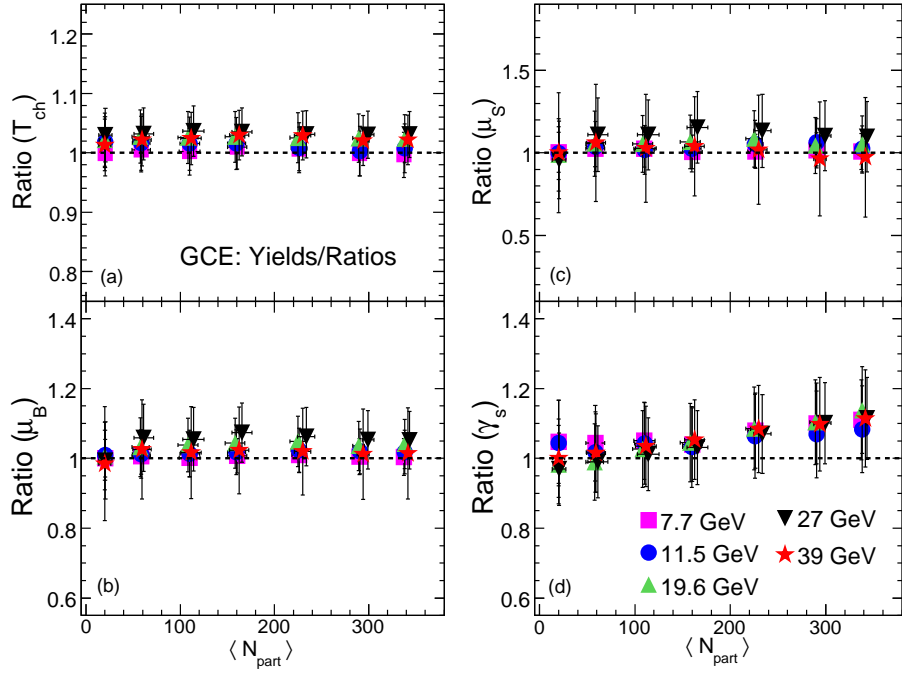 1.2
1.1
1
0.9
0.8
Ratio (T_ch)
(a)
GCE: Yields/Ratios
1.5
1
0.5
Ratio (μ_S)
(c)
1.4
1.2
1
0.8
0.6
Ratio (μ_B)
(b)
0 100 200 300
⟨ N_part ⟩
1.4
1.2
1
0.8
0.6
Ratio (γ_s)
7.7 GeV
11.5 GeV
19.6 GeV
27 GeV
39 GeV
(d)
0 100 200 300
⟨ N_part ⟩